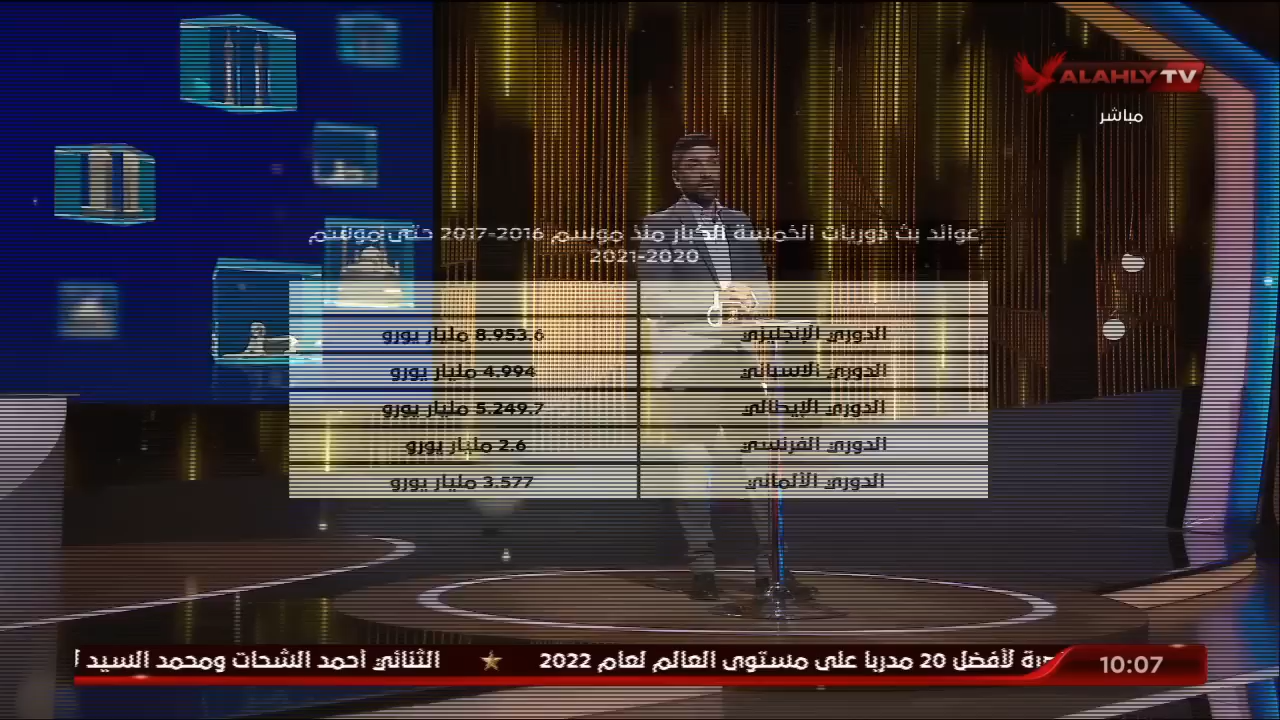 ALAHLY TV
مباشر
عوائد بث دوريات الخمسة الكبار منذ موسم 2016-2017 حتى موسم
2020-2021
الدوري الإنجليزي 8.953.6 مليار يورو
الدوري الاسباني 4.994 مليار يورو
الدوري الإيطالي 5.249.7 مليار يورو
الدوري الفرنسي 2.6 مليار يورو
الدوري الألماني 3.577 مليار يورو
لأفضل 20 مدربا على مستوى العالم لعام 2022 ★ الثنائي أحمد الشحات ومحمد السيد
10:07